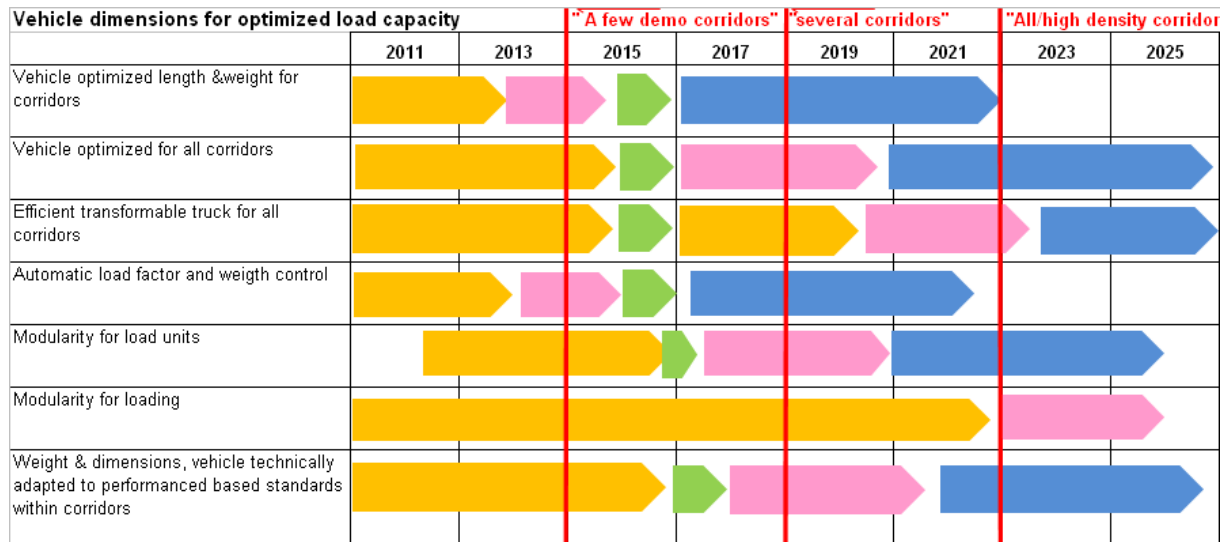 Vehicle dimensions for optimized load capacity
"A few demo corridors"
"several corridors"
"All/high density corridor
2011 2013 2015 2017 2019 2021 2023 2025
Vehicle optimized length &weight for
corridors
Vehicle optimized for all corridors
Efficient transformable truck for all
corridors
Automatic load factor and weigth control
Modularity for load units
Modularity for loading
Weight & dimensions, vehicle technically
adapted to performanced based standards
within corridors